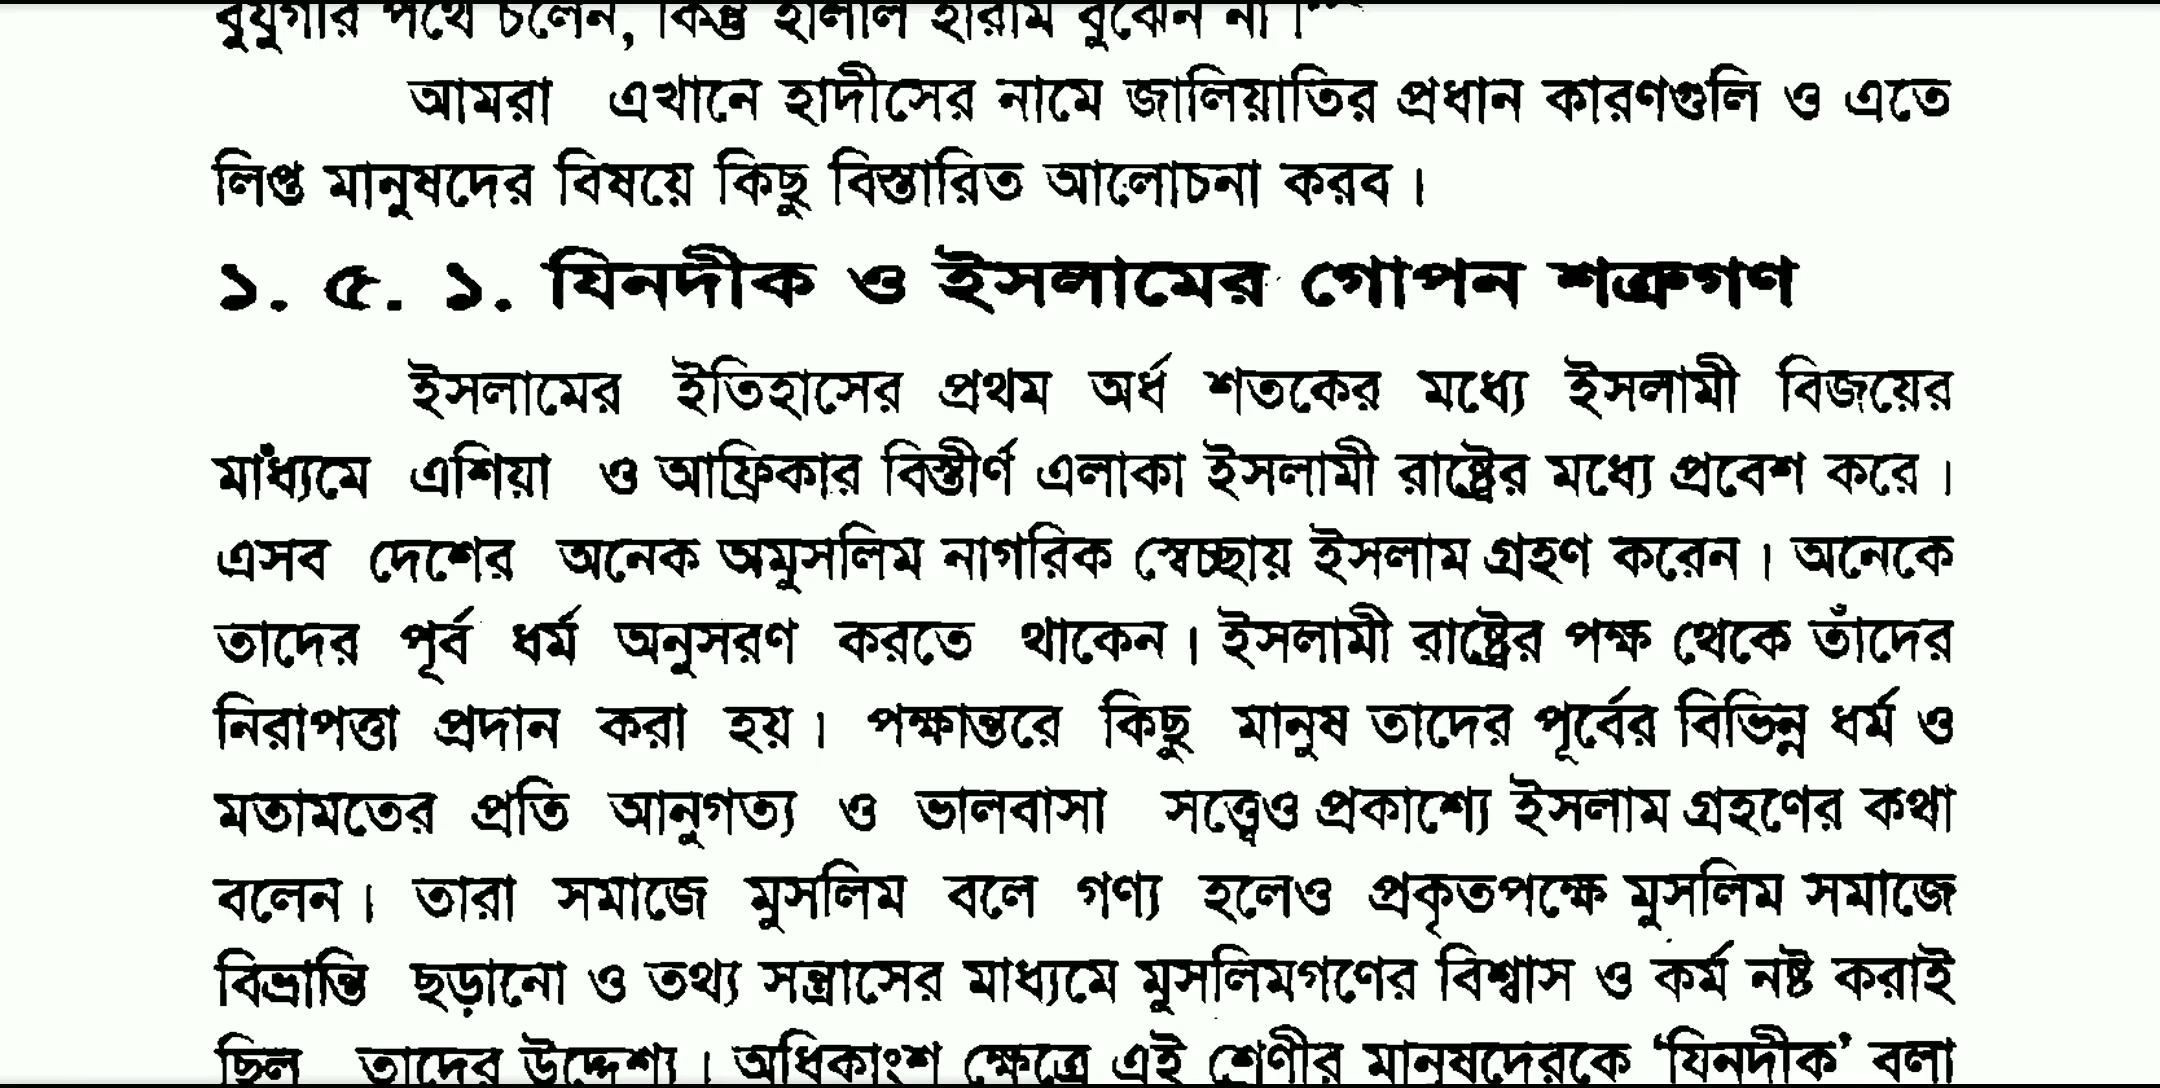 বুযুর্গীর পথে চলেন, কিন্তু হালাল হারাম বুঝেন না।
আমরা এখানে হাদীসের নামে জালিয়াতির প্রধান কারণগুলি ও এতে
লিপ্ত মানুষদের বিষয়ে কিছু বিস্তারিত আলোচনা করব।
১. ৫. ১. যিনদীক ও ইসলামের গোপন শত্রুগণ
ইসলামের ইতিহাসের প্রথম অর্ধ শতকের মধ্যে ইসলামী বিজয়ের
মাধ্যমে এশিয়া ও আফ্রিকার বিস্তীর্ণ এলাকা ইসলামী রাষ্ট্রের মধ্যে প্রবেশ করে।
এসব দেশের অনেক অমুসলিম নাগরিক স্বেচ্ছায় ইসলাম গ্রহণ করেন। অনেকে
তাদের পূর্ব ধর্ম অনুসরণ করতে থাকেন। ইসলামী রাষ্ট্রের পক্ষ থেকে তাঁদের
নিরাপত্তা প্রদান করা হয়। পক্ষান্তরে কিছু মানুষ তাদের পূর্বের বিভিন্ন ধর্ম ও
মতামতের প্রতি আনুগত্য ও ভালবাসা সত্ত্বেও প্রকাশ্যে ইসলাম গ্রহণের কথা
বলেন। তারা সমাজে মুসলিম বলে গণ্য হলেও প্রকৃতপক্ষে মুসলিম সমাজে
বিভ্রান্তি ছড়ানো ও তথ্য সন্ত্রাসের মাধ্যমে মুসলিমগণের বিশ্বাস ও কর্ম নষ্ট করাই
ছিল তাদের উদ্দেশ্য। অধিকাংশ ক্ষেত্রে এই শ্রেণীর মানুষদেরকে ‘যিনদীক’ বলা